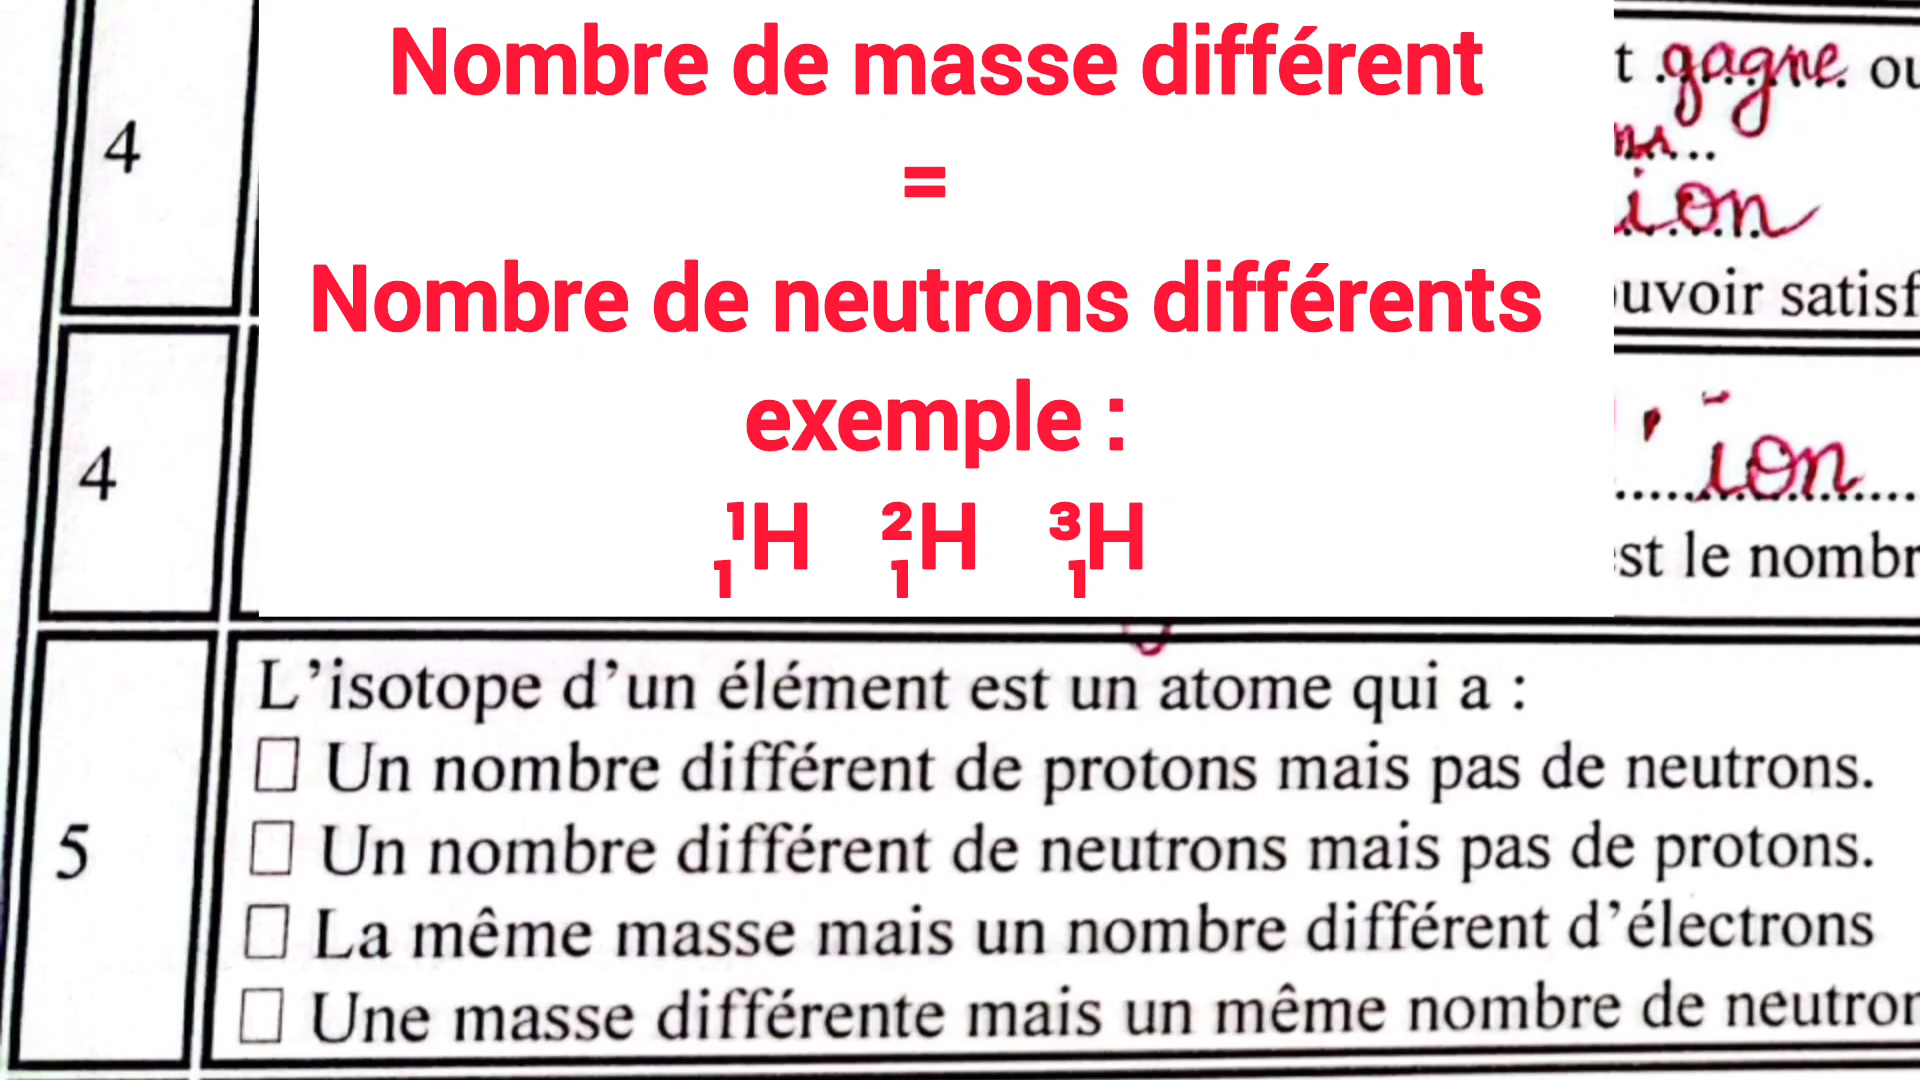 Nombre de masse différent
=
Nombre de neutrons différents
exemple :
¹₁H ²₁H ³₁H
4
t gagne ou
ion
uvoir satisf
4
ion
st le nombr
5
L’isotope d’un élément est un atome qui a :
☐ Un nombre différent de protons mais pas de neutrons.
☐ Un nombre différent de neutrons mais pas de protons.
☐ La même masse mais un nombre différent d’électrons
☐ Une masse différente mais un même nombre de neutron